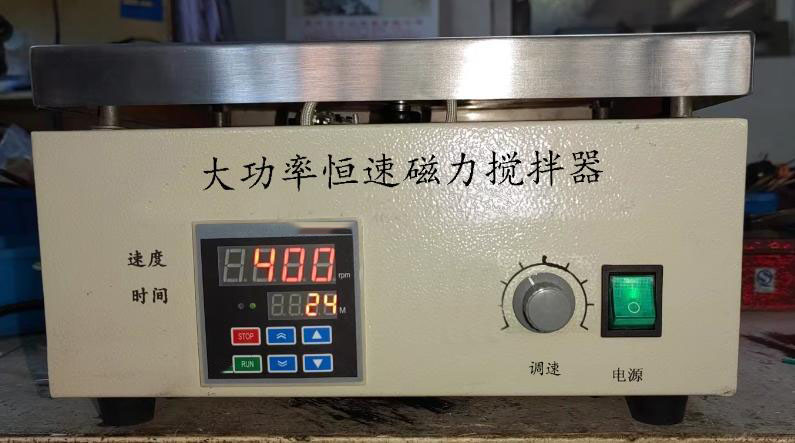 大功率恒速磁力搅拌器
速度
400 rpm
时间
24 M
STOP
RUN
调速
电源